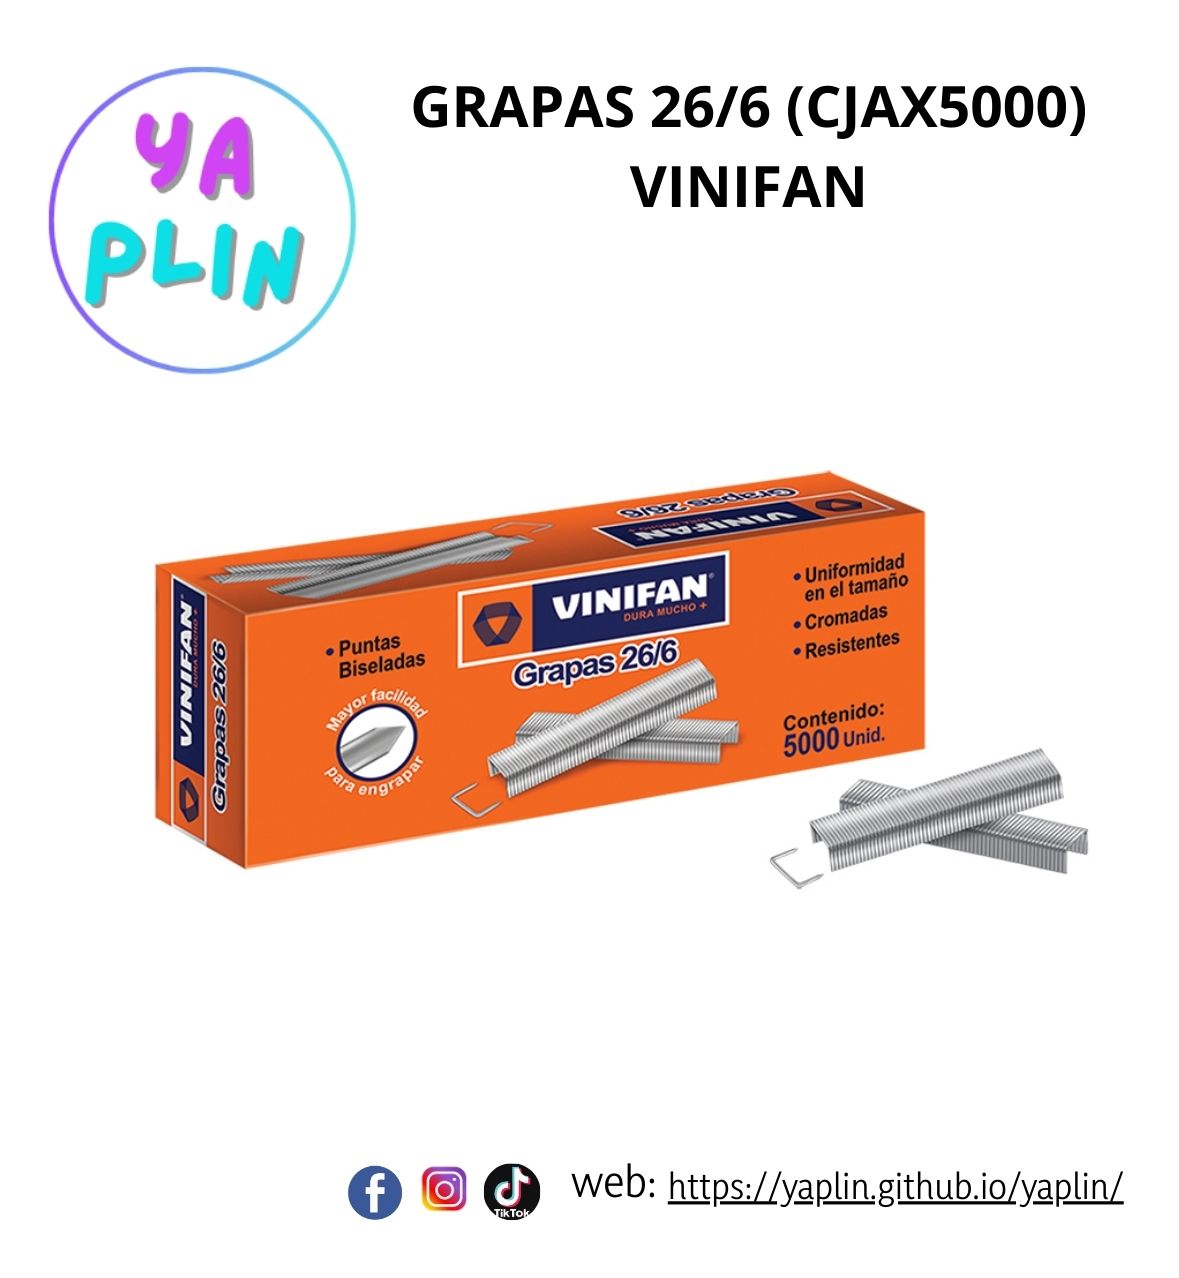 YA
PLIN
GRAPAS 26/6 (CJAX5000)
VINIFAN
Grapas 26/6
VINIFAN
DURA MUCHO +
VINIFAN
DURA MUCHO +
Grapas 26/6
• Puntas
Biseladas
Mayor facilidad
para engrapar
VINIFAN®
DURA MUCHO +
Grapas 26/6
• Uniformidad
en el tamaño
• Cromadas
• Resistentes
Contenido:
5000 Unid.
TikTok
web: https://yaplin.github.io/yaplin/